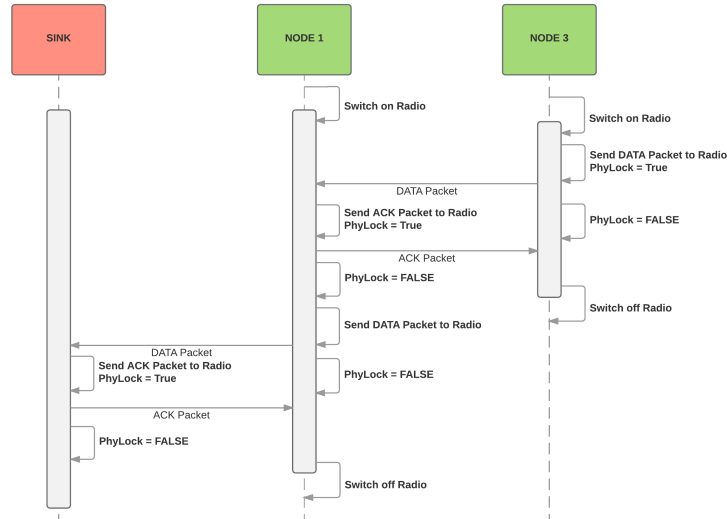 SINK
NODE 1
NODE 3
Switch on Radio
Switch on Radio
Send DATA Packet to Radio
PhyLock = True
DATA Packet
Send ACK Packet to Radio
PhyLock = True
PhyLock = FALSE
ACK Packet
PhyLock = FALSE
Switch off Radio
Send DATA Packet to Radio
DATA Packet
Send ACK Packet to Radio
PhyLock = True
PhyLock = FALSE
ACK Packet
PhyLock = FALSE
Switch off Radio